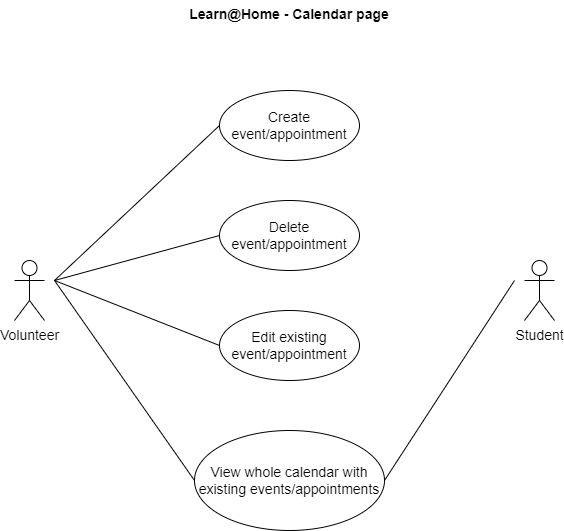 Learn@Home - Calendar page
Create
event/appointment
Delete
event/appointment
Edit existing
event/appointment
Volunteer
Student
View whole calendar with
existing events/appointments